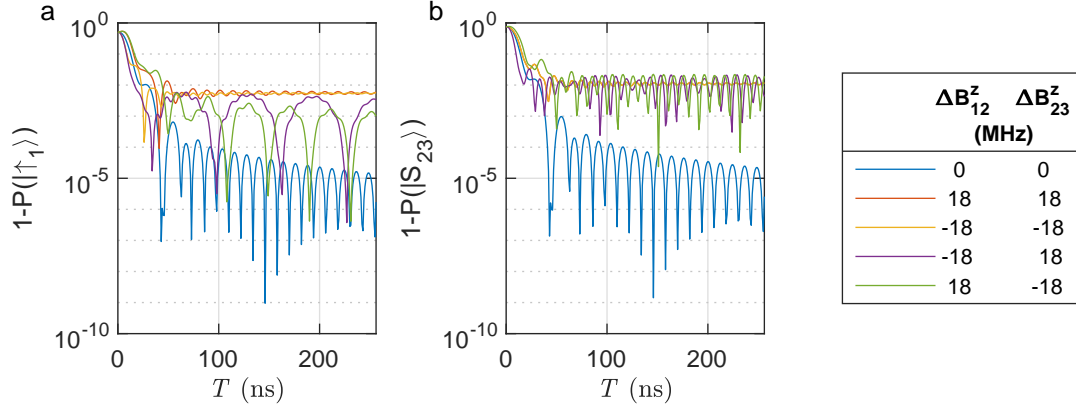 a
b
10^0
10^-5
10^-10
1-P(|↑_1⟩)
0
100
200
T (ns)
10^0
10^-5
10^-10
1-P(|S_23⟩)
0
100
200
T (ns)
ΔB^z_12 ΔB^z_23
(MHz)
0 0
18 18
-18 -18
-18 18
18 -18